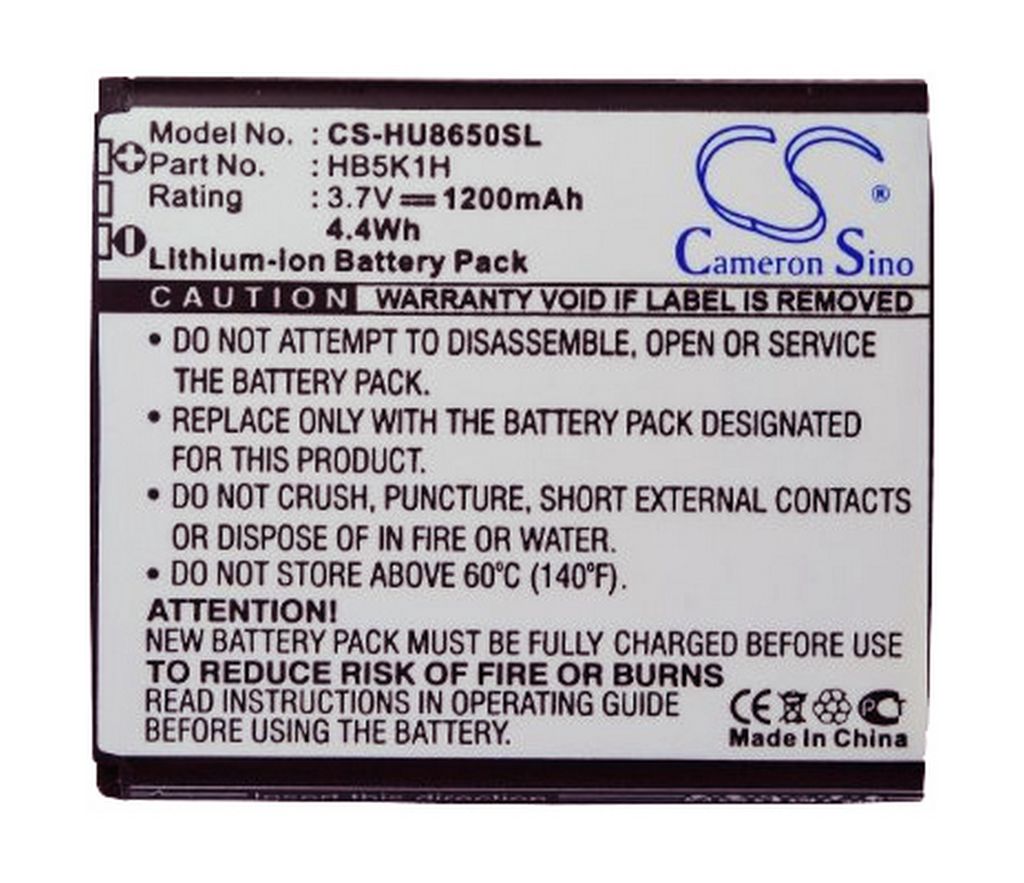 Model No. : CS-HU8650SL
Part No. : HB5K1H
Rating : 3.7V 1200mAh
4.4Wh
Lithium-Ion Battery Pack
CS ®
Cameron Sino
CAUTION WARRANTY VOID IF LABEL IS REMOVED
• DO NOT ATTEMPT TO DISASSEMBLE, OPEN OR SERVICE
THE BATTERY PACK.
• REPLACE ONLY WITH THE BATTERY PACK DESIGNATED
FOR THIS PRODUCT.
• DO NOT CRUSH, PUNCTURE, SHORT EXTERNAL CONTACTS
OR DISPOSE OF IN FIRE OR WATER.
• DO NOT STORE ABOVE 60°C (140°F).
ATTENTION!
NEW BATTERY PACK MUST BE FULLY CHARGED BEFORE USE
TO REDUCE RISK OF FIRE OR BURNS
READ INSTRUCTIONS IN OPERATING GUIDE
BEFORE USING THE BATTERY.
CE
Made In China
Insert this direction